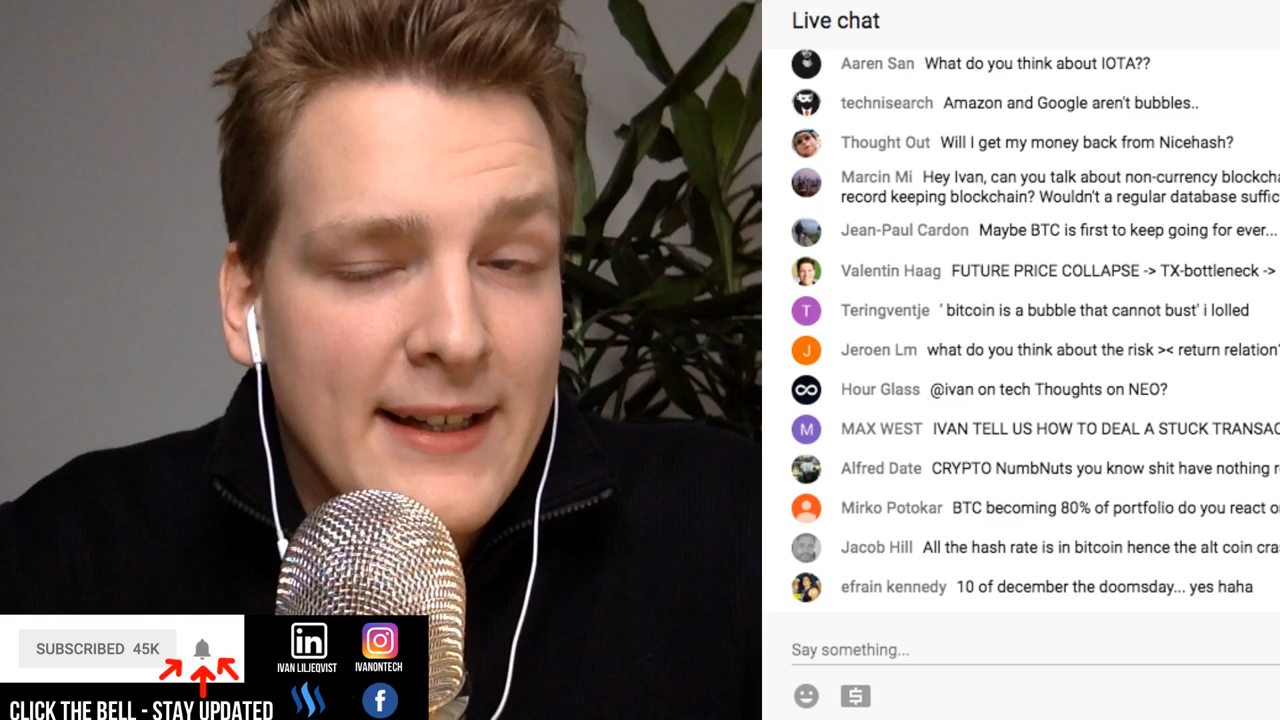 Live chat
Aaren San What do you think about IOTA??
technisearch Amazon and Google aren't bubbles..
Thought Out Will I get my money back from Nicehash?
Marcin Mi Hey Ivan, can you talk about non-currency blockcha
record keeping blockchain? Wouldn't a regular database suffic
Jean-Paul Cardon Maybe BTC is first to keep going for ever...
Valentin Haag FUTURE PRICE COLLAPSE -> TX-bottleneck ->
T Teringventje ' bitcoin is a bubble that cannot bust' i lolled
J Jeroen Lm what do you think about the risk >< return relation?
Hour Glass @ivan on tech Thoughts on NEO?
M MAX WEST IVAN TELL US HOW TO DEAL A STUCK TRANSAC
Alfred Date CRYPTO NumbNuts you know shit have nothing r
Mirko Potokar BTC becoming 80% of portfolio do you react o
Jacob Hill All the hash rate is in bitcoin hence the alt coin cra
efrain kennedy 10 of december the doomsday... yes haha
Say something...
SUBSCRIBED 45K
CLICK THE BELL - STAY UPDATED
in
IVAN LILJEQVIST
IVANONTECH
f